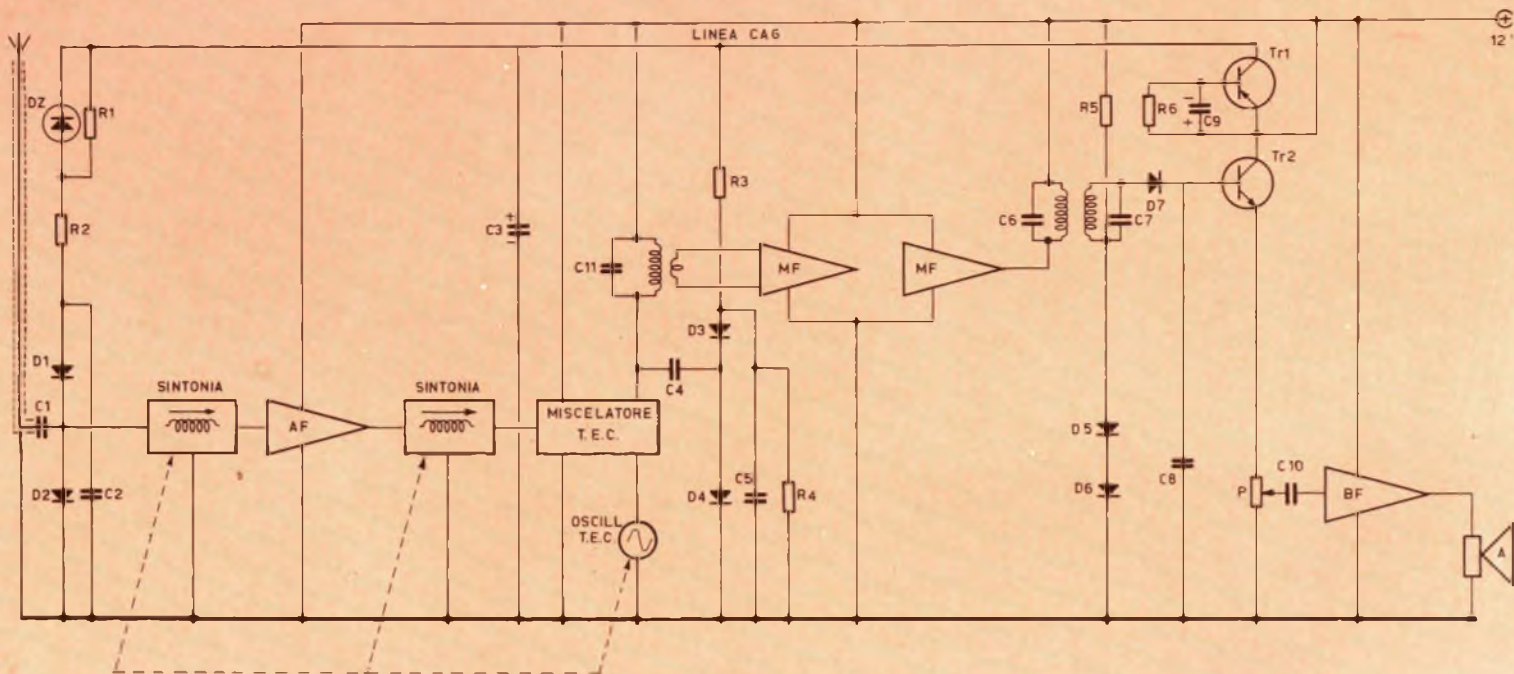 12
LINEA CAG
Tr1
DZ
R1
R5
R6
- +
C9
Tr2
R3
D7
R2
C3
+ -
C6
C7
C11
MF
MF
D3
D1
SINTONIA
SINTONIA
C4
C1
MISCELATORE
T.E.C.
AF
D5
C10
C8
D2
C2
D4
C5
R4
D6
P
BF
OSCILL
T.E.C.
A